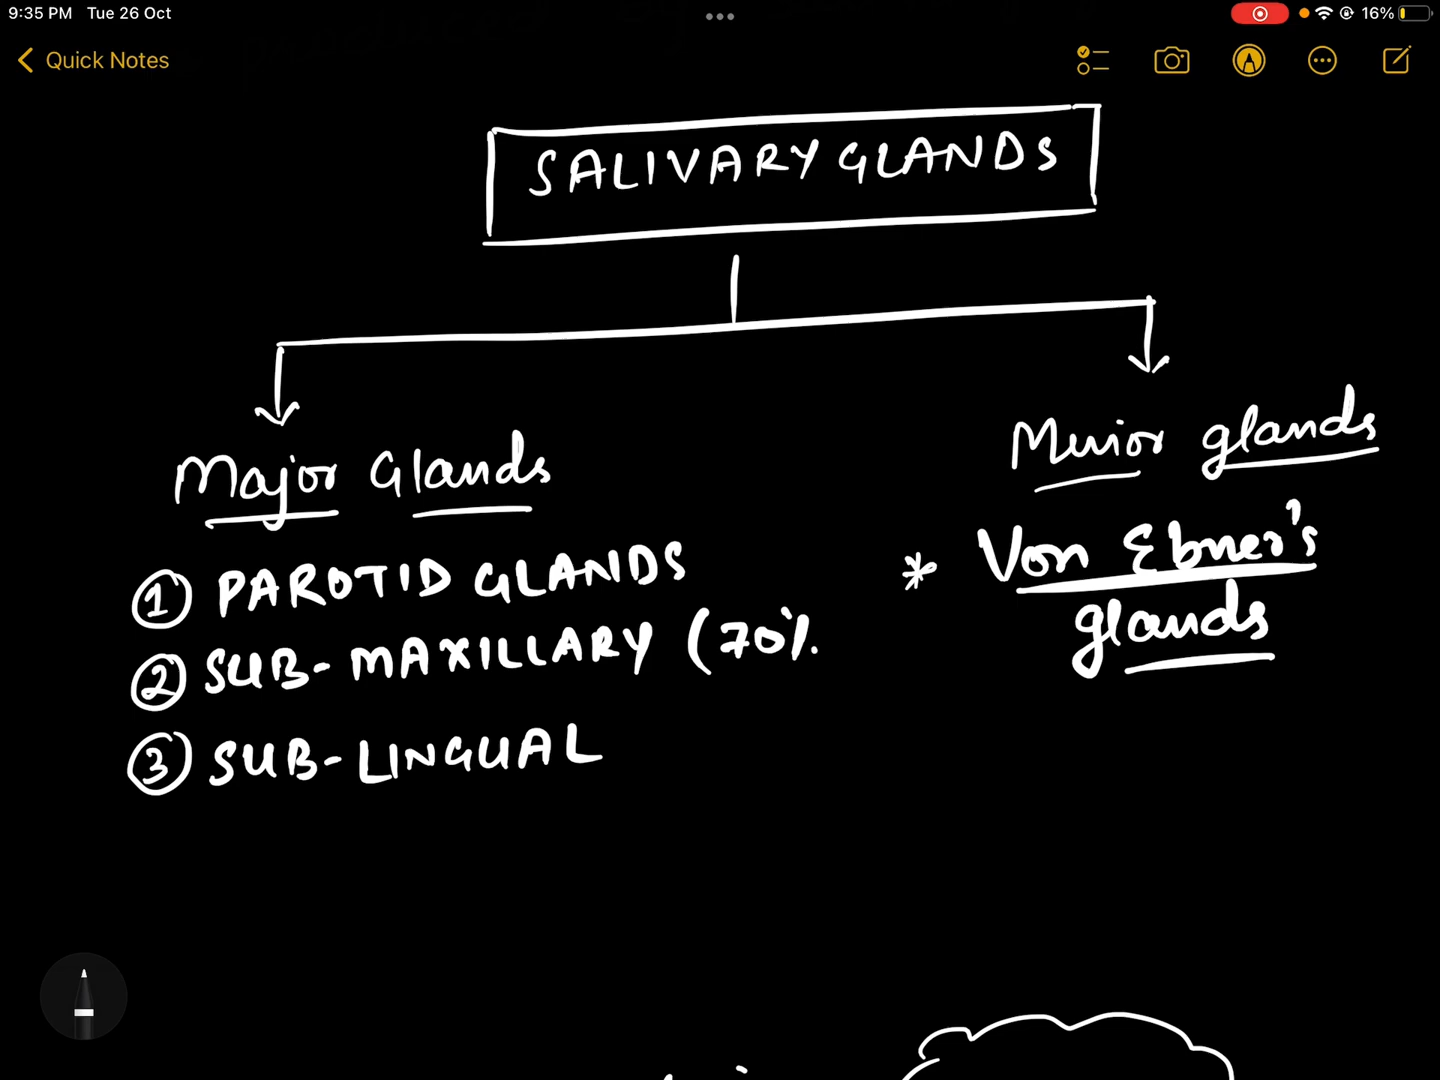 9:35 PM Tue 26 Oct
16%
Quick Notes
SALIVARY GLANDS
Major Glands
Minor glands
① PAROTID GLANDS
* Von Ebner's
glands
② SUB-MAXILLARY (70%.
③ SUB-LINGUAL